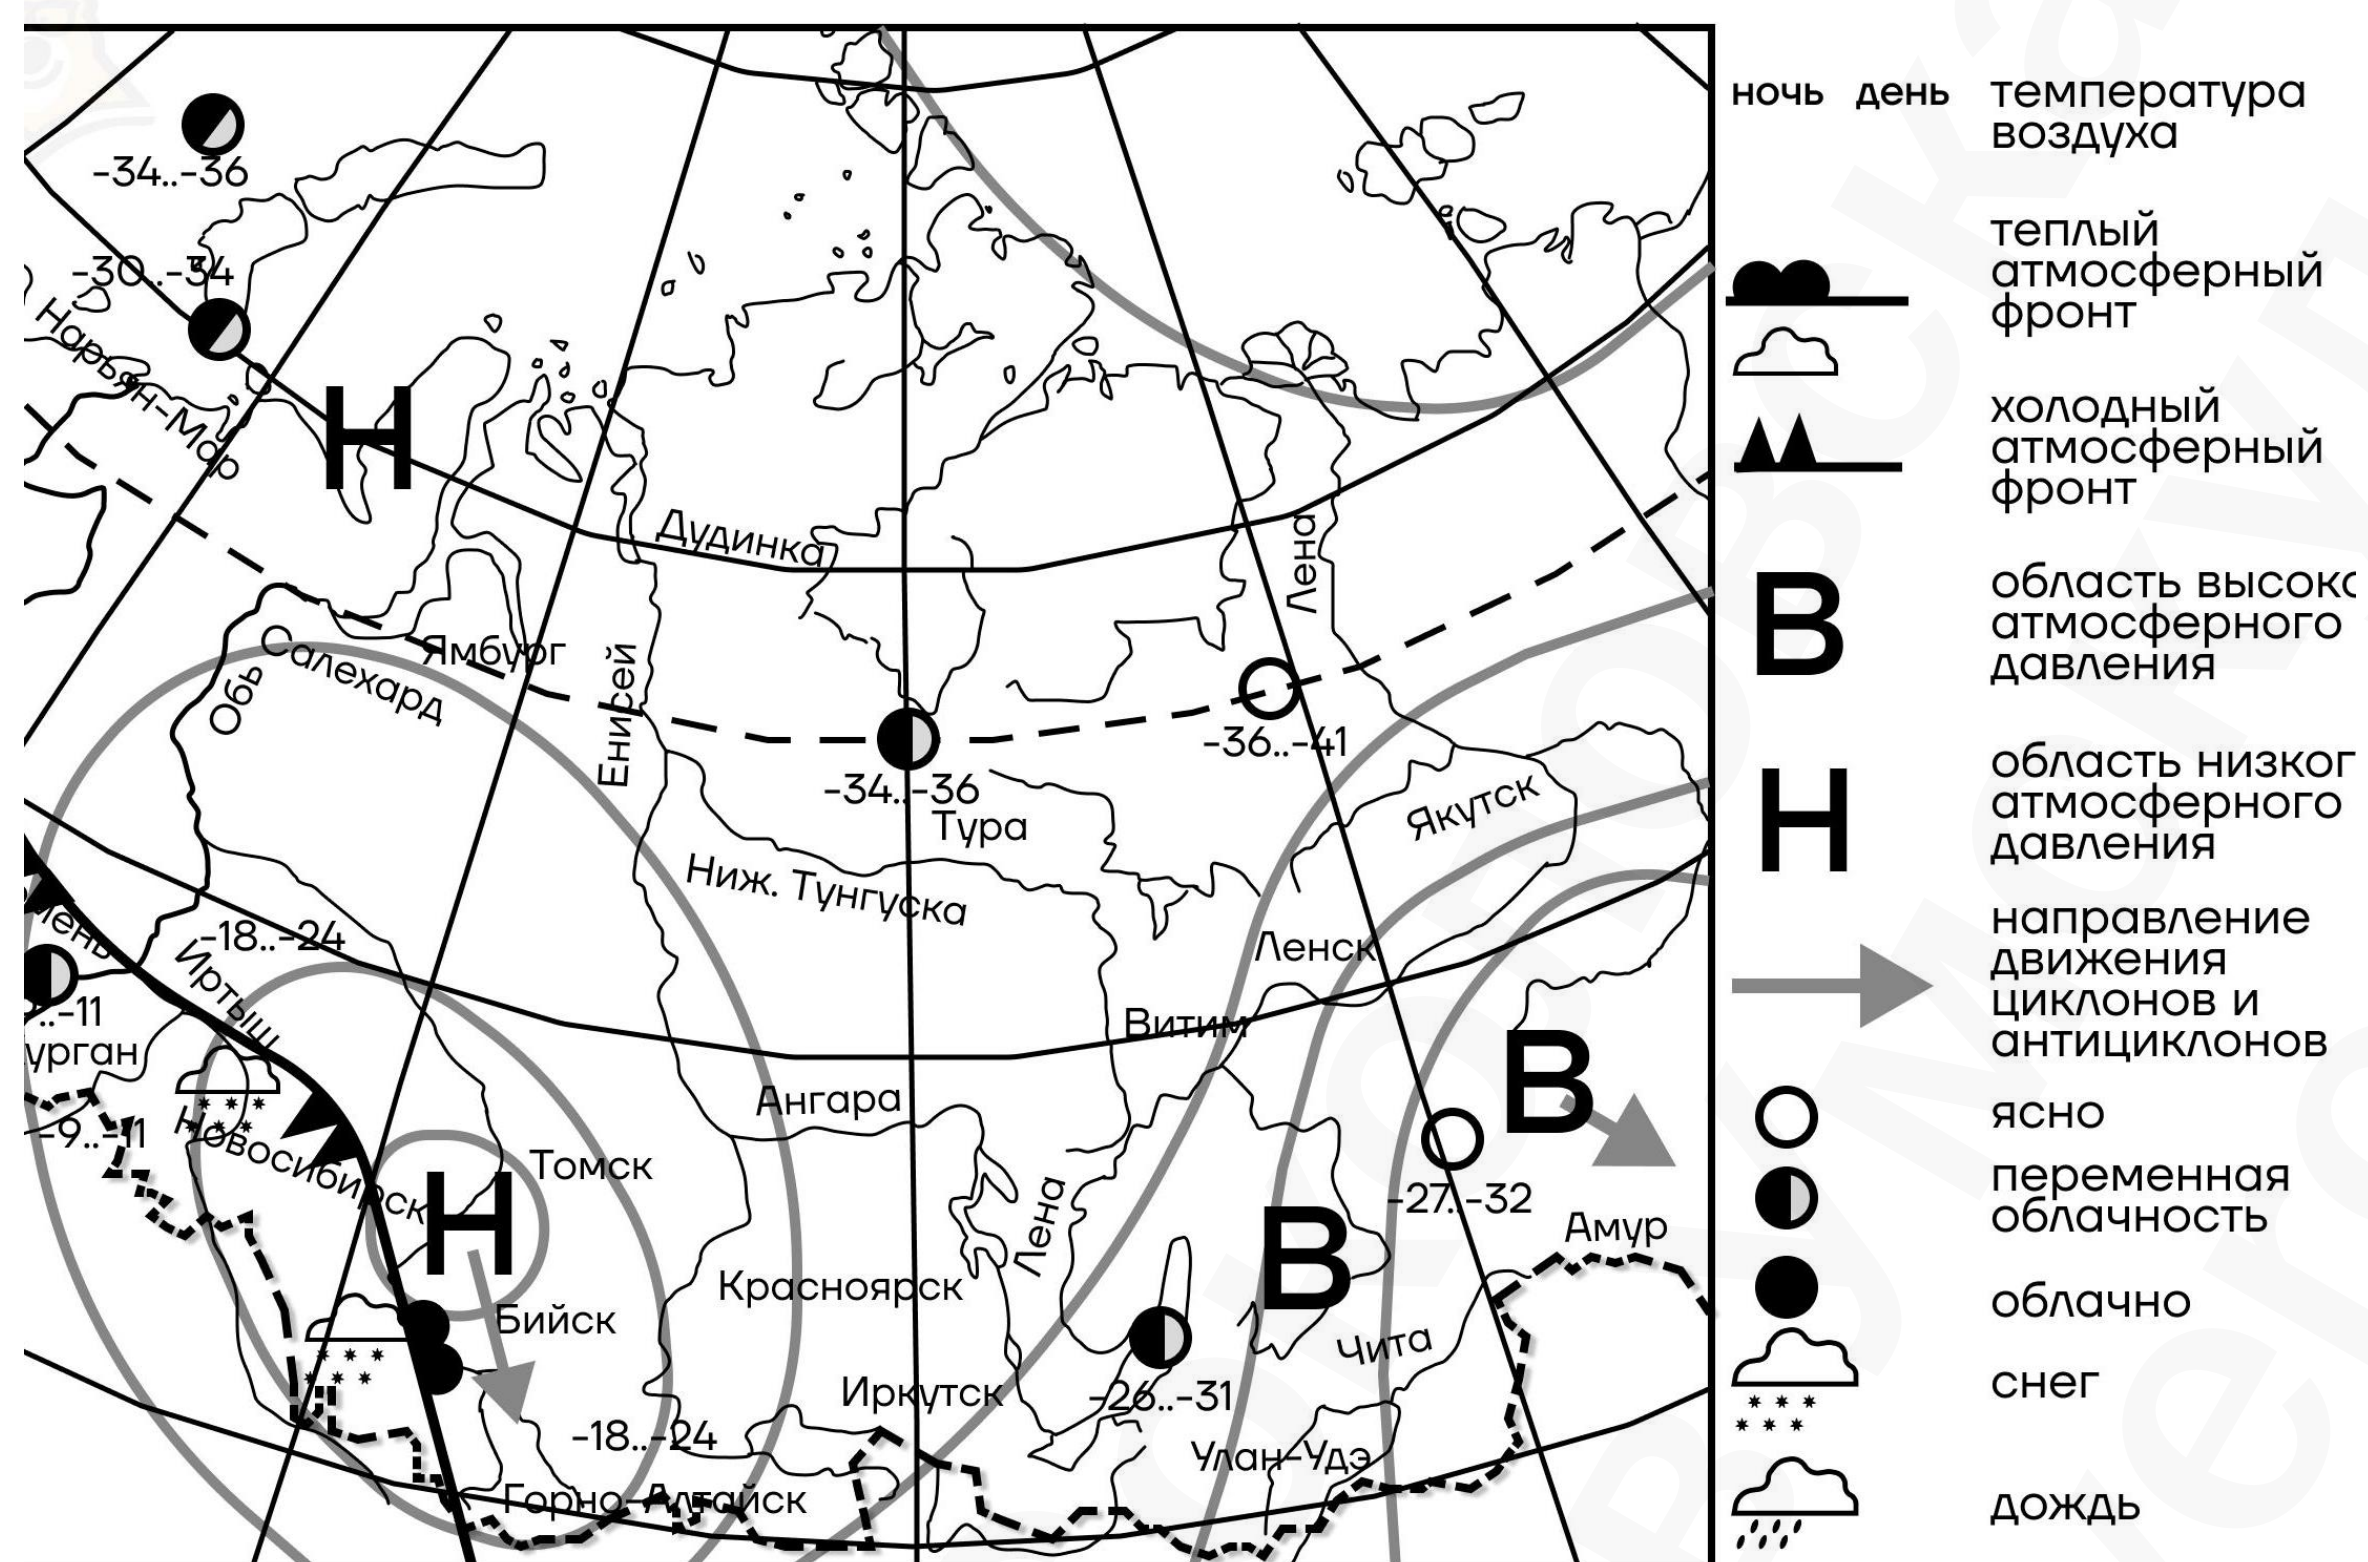 -34..-36
-30..-34
Нарьян-Мар
Н
Дудинка
Лена
Салехард
Ямбург
Обь
Енисей
-36..-41
-34..-36
Тура
Якутск
Ниж. Тунгуска
-18..-24
Ленск
Иртыш
..-11
урган
Витим
Ангара
В
-9..-11
Новосибирск
Томск
Н
-27..-32
Амур
Лена
В
Красноярск
Бийск
Чита
Иркутск
-26..-31
-18..-24
Улан-Удэ
Горно-Алтайск
ночь день
температура
воздуха
теплый
атмосферный
фронт
холодный
атмосферный
фронт
В
область высоко
атмосферного
давления
Н
область низког
атмосферного
давления
направление
движения
циклонов и
антициклонов
ясно
переменная
облачность
облачно
снег
дождь